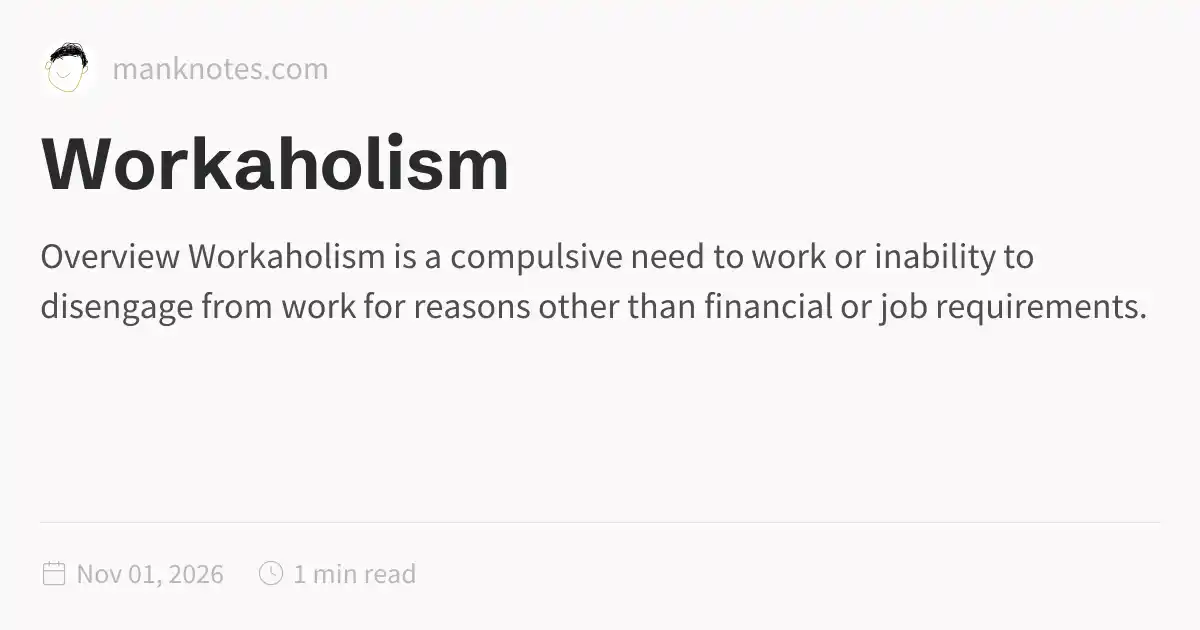 manknotes.com
Workaholism
Overview Workaholism is a compulsive need to work or inability to
disengage from work for reasons other than financial or job requirements.
Nov 01, 2026 1 min read